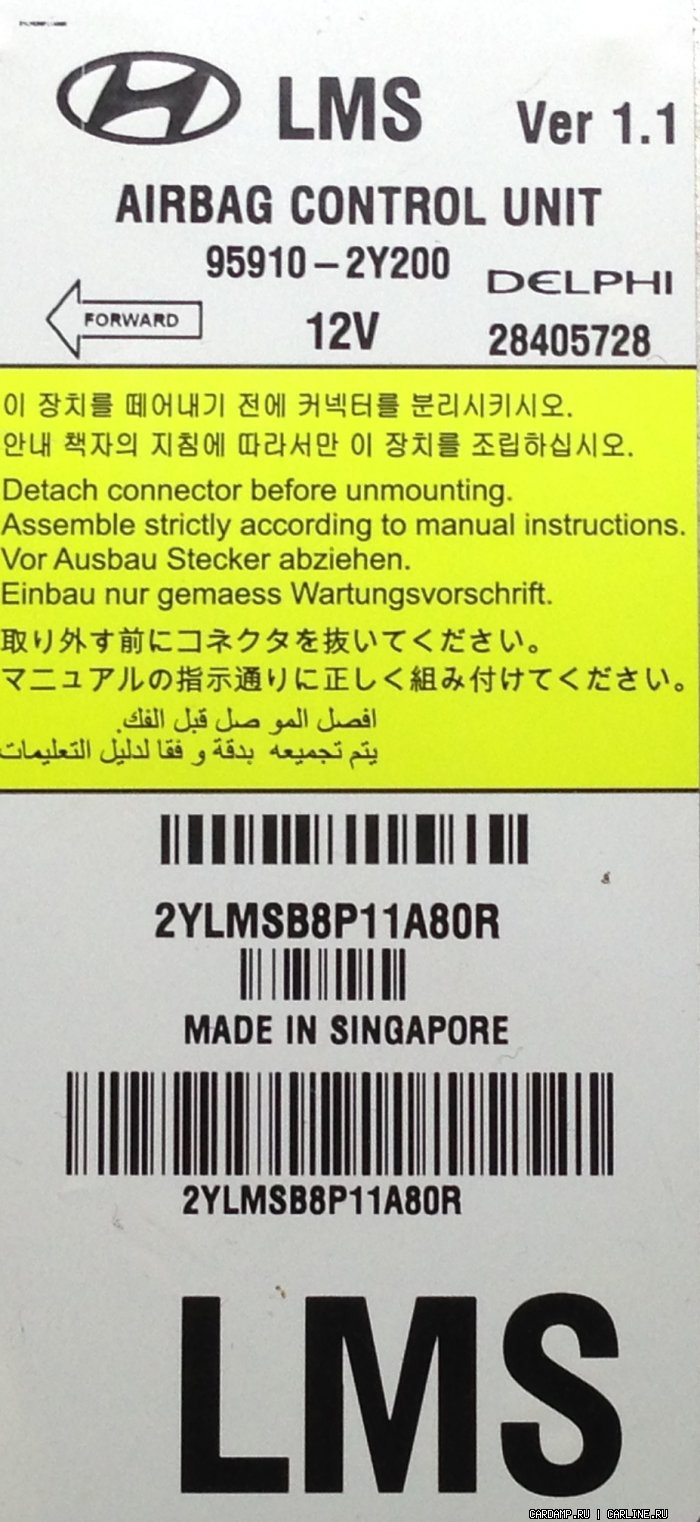 LMS Ver 1.1
AIRBAG CONTROL UNIT
95910-2Y200
DELPHI
FORWARD
12V
28405728
이 장치를 떼어내기 전에 커넥터를 분리시키시오.
안내 책자의 지침에 따라서만 이 장치를 조립하십시오.
Detach connector before unmounting.
Assemble strictly according to manual instructions.
Vor Ausbau Stecker abziehen.
Einbau nur gemaess Wartungsvorschrift.
取り外す前にコネクタを抜いてください。
マニュアルの指示通りに正しく組み付けてください。
افصل المو صل قبل الفك.
يتم تجميعه بدقة و فقا لدليل التعليمات
2YLMSB8P11A80R
MADE IN SINGAPORE
2YLMSB8P11A80R
LMS
CARDAMP.RU | CARLINE.RU